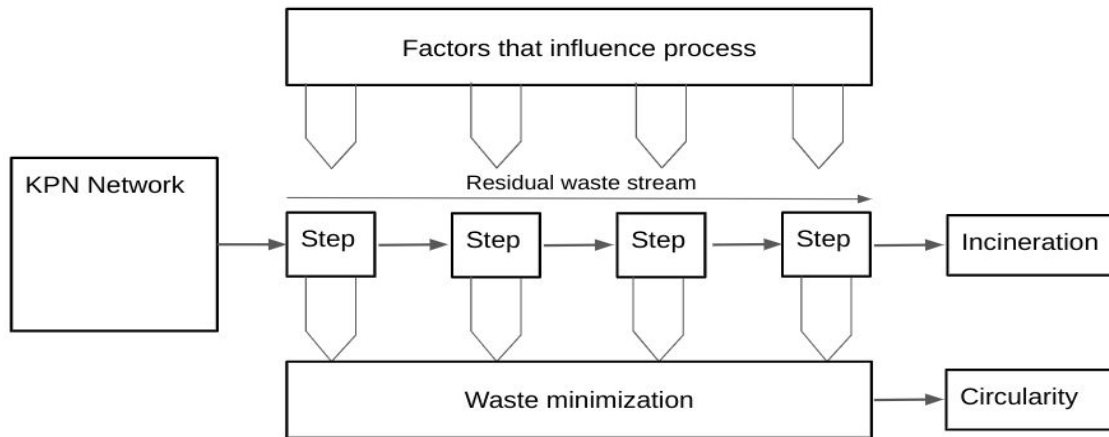 Factors that influence process
KPN Network
Residual waste stream
Step
Step
Step
Step
Incineration
Waste minimization
Circularity